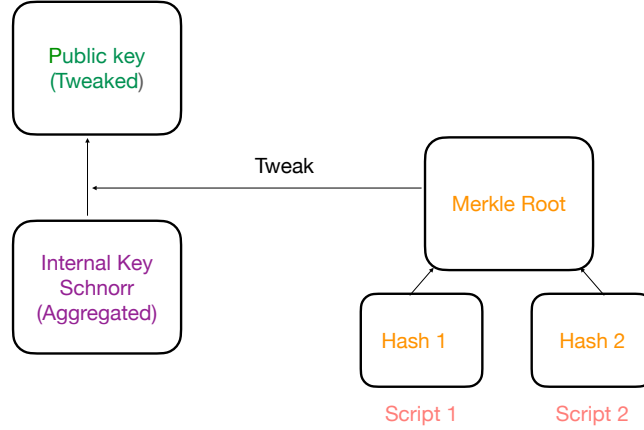 Public key
(Tweaked)
Tweak
Merkle Root
Internal Key
Schnorr
(Aggregated)
Hash 1
Hash 2
Script 1
Script 2